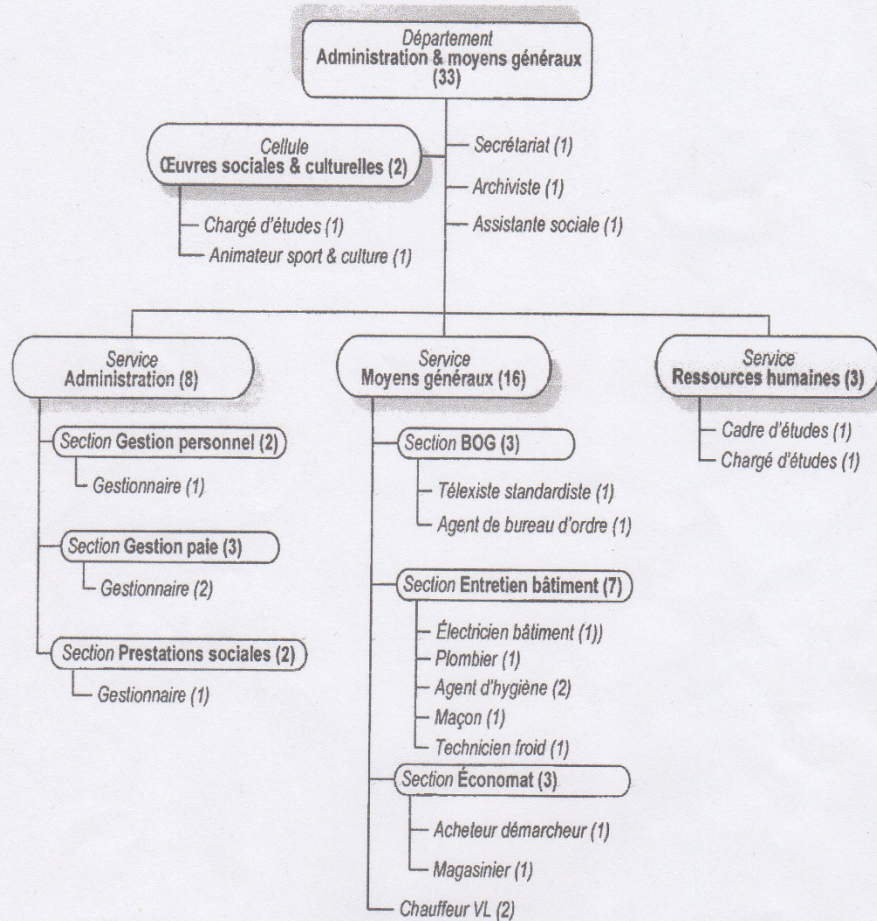 Département
Administration & moyens généraux
(33)
Cellule
Œuvres sociales & culturelles (2)
Chargé d'études (1)
Animateur sport & culture (1)
Secrétariat (1)
Archiviste (1)
Assistante sociale (1)
Service
Administration (8)
Section Gestion personnel (2)
Gestionnaire (1)
Section Gestion paie (3)
Gestionnaire (2)
Section Prestations sociales (2)
Gestionnaire (1)
Service
Moyens généraux (16)
Section BOG (3)
Télexiste standardiste (1)
Agent de bureau d'ordre (1)
Section Entretien bâtiment (7)
Électricien bâtiment (1))
Plombier (1)
Agent d'hygiène (2)
Maçon (1)
Technicien froid (1)
Section Économat (3)
Acheteur démarcheur (1)
Magasinier (1)
Chauffeur VL (2)
Service
Ressources humaines (3)
Cadre d'études (1)
Chargé d'études (1)